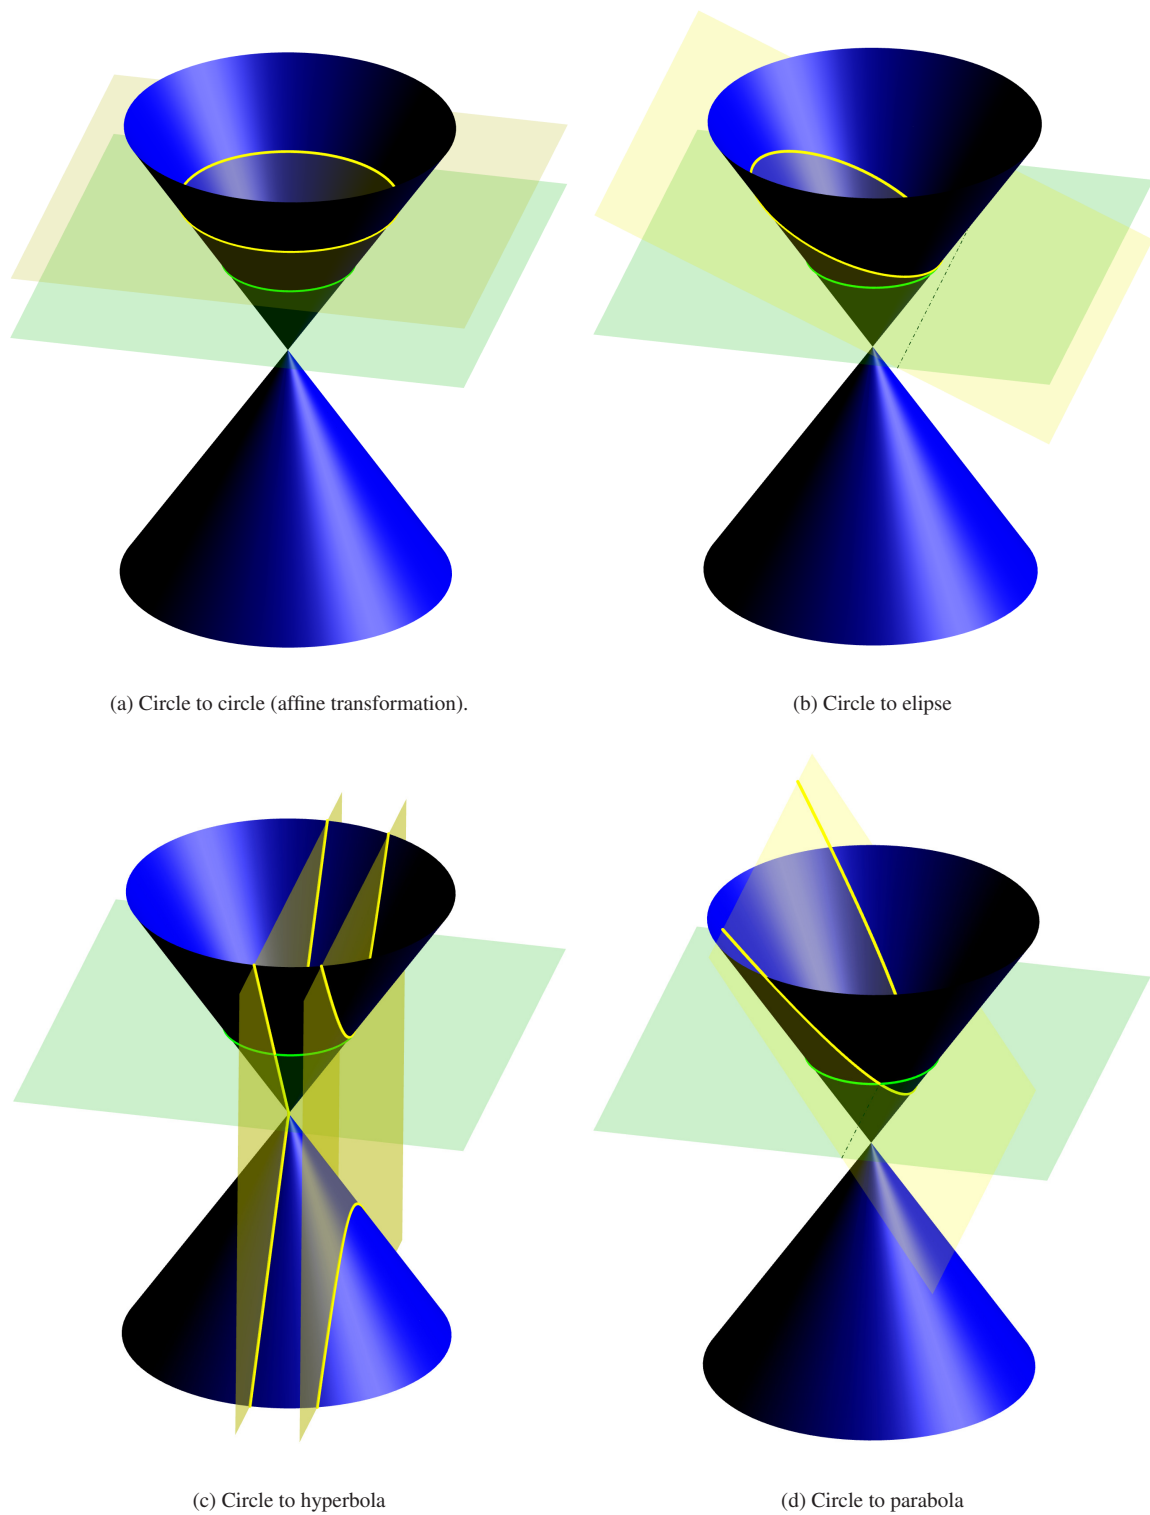 (a) Circle to circle (affine transformation).
(b) Circle to elipse
(c) Circle to hyperbola
(d) Circle to parabola